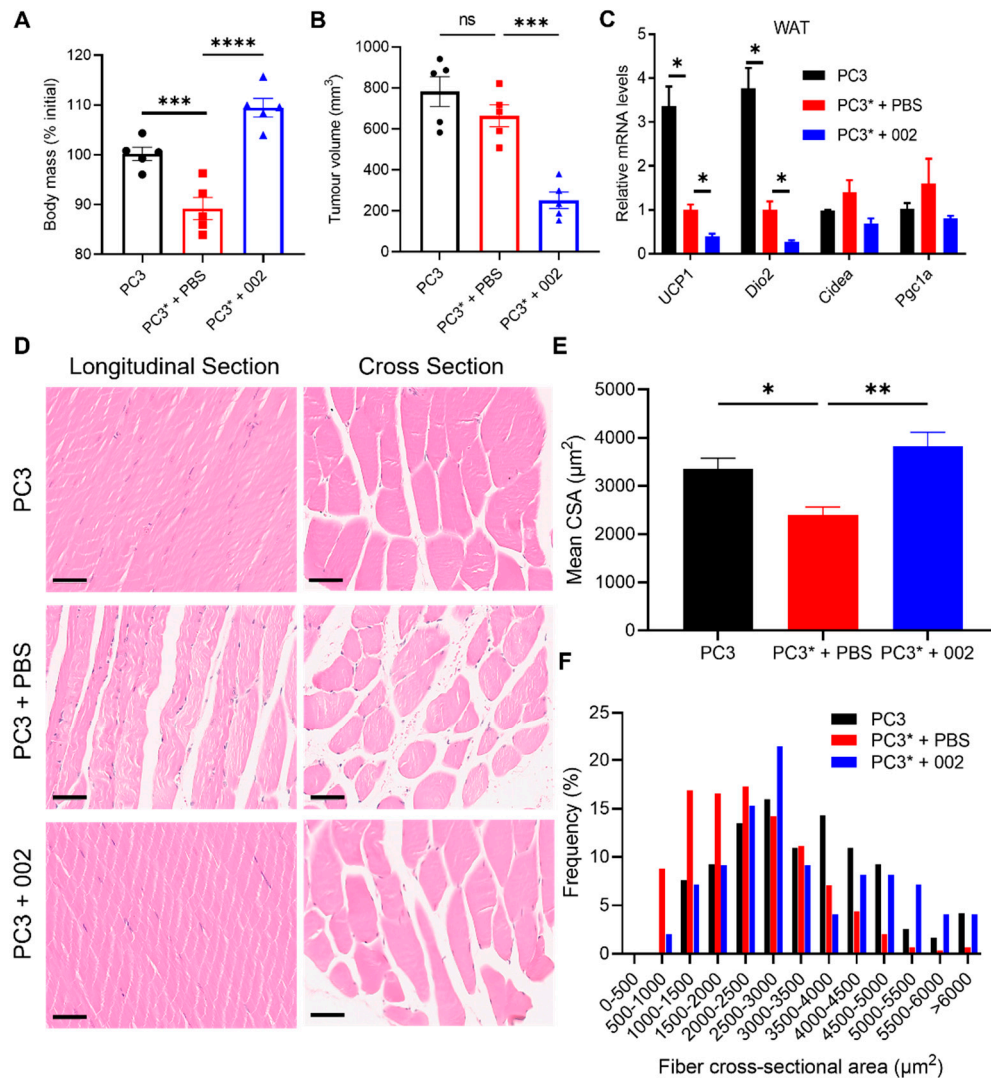 A
Body mass (% initial)
110
100
90
80
***
****
PC3
PC3* + PBS
PC3* + 002
B
Tumour volume (mm³)
1000
800
600
400
200
0
ns
***
PC3
PC3* + PBS
PC3* + 002
C
WAT
Relative mRNA levels
5
4
3
2
1
0
*
*
*
*
PC3
PC3* + PBS
PC3* + 002
UCP1
Dio2
Cidea
Pgc1a
D
Longitudinal Section
Cross Section
PC3
PC3 + PBS
PC3 + 002
E
Mean CSA (µm²)
5000
4000
3000
2000
1000
0
*
**
PC3
PC3* + PBS
PC3* + 002
F
Frequency (%)
25
20
15
10
5
0
PC3
PC3* + PBS
PC3* + 002
0-500
500-1000
1000-1500
1500-2000
2000-2500
2500-3000
3000-3500
3500-4000
4000-4500
4500-5000
5000-5500
5500-6000
>6000
Fiber cross-sectional area (µm²)